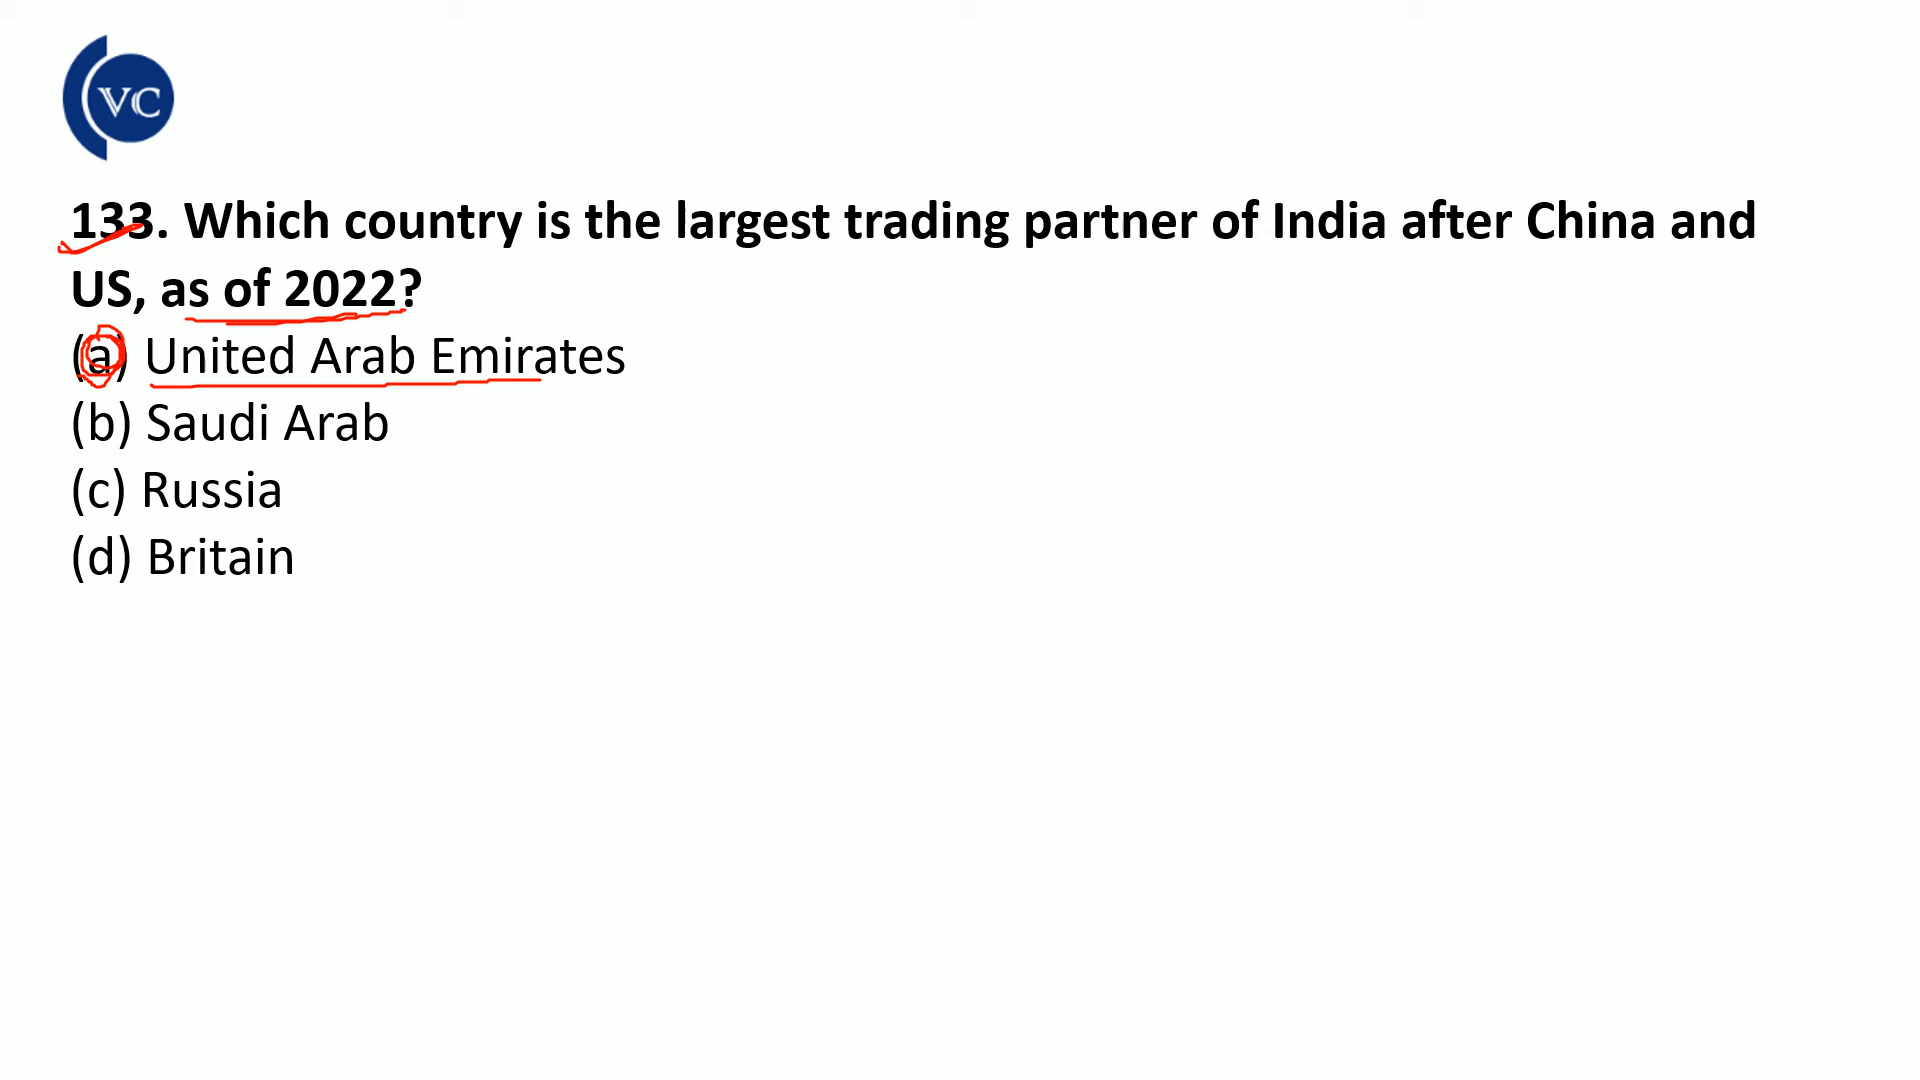 VC
133. Which country is the largest trading partner of India after China and
US, as of 2022?
(a) United Arab Emirates
(b) Saudi Arab
(c) Russia
(d) Britain